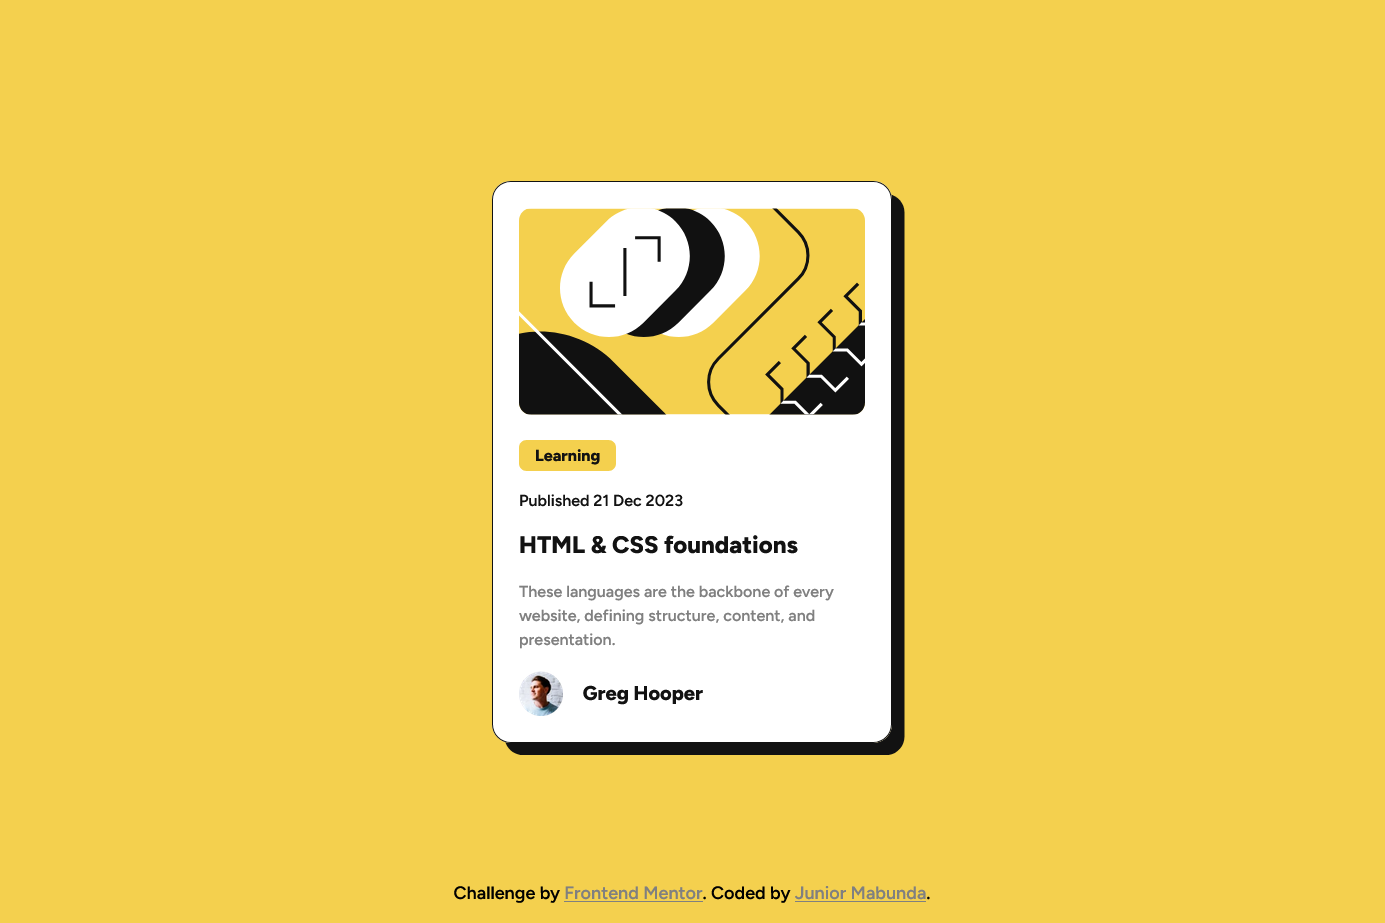 Learning
Published 21 Dec 2023
HTML & CSS foundations
These languages are the backbone of every
website, defining structure, content, and
presentation.
Greg Hooper
Challenge by Frontend Mentor. Coded by Junior Mabunda.